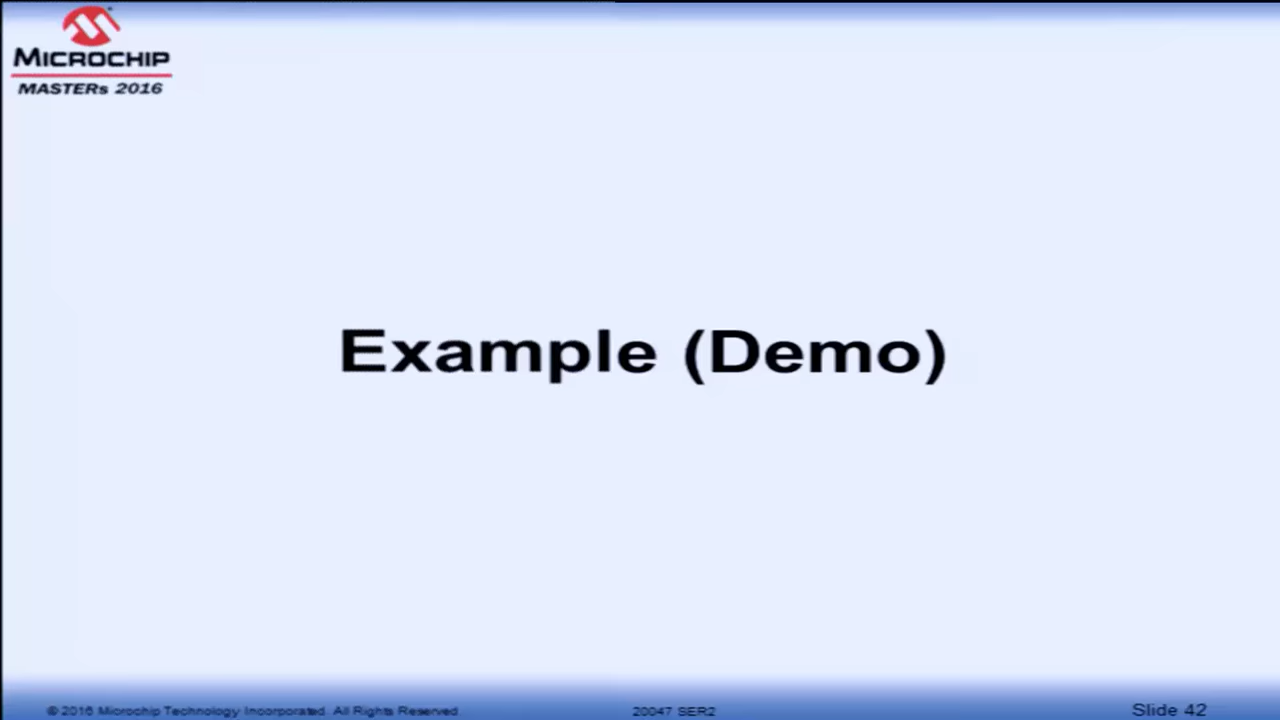 MICROCHIP
MASTERs 2016
Example (Demo)
© 2016 Microchip Technology Incorporated. All Rights Reserved
20047 SER2
Slide 42